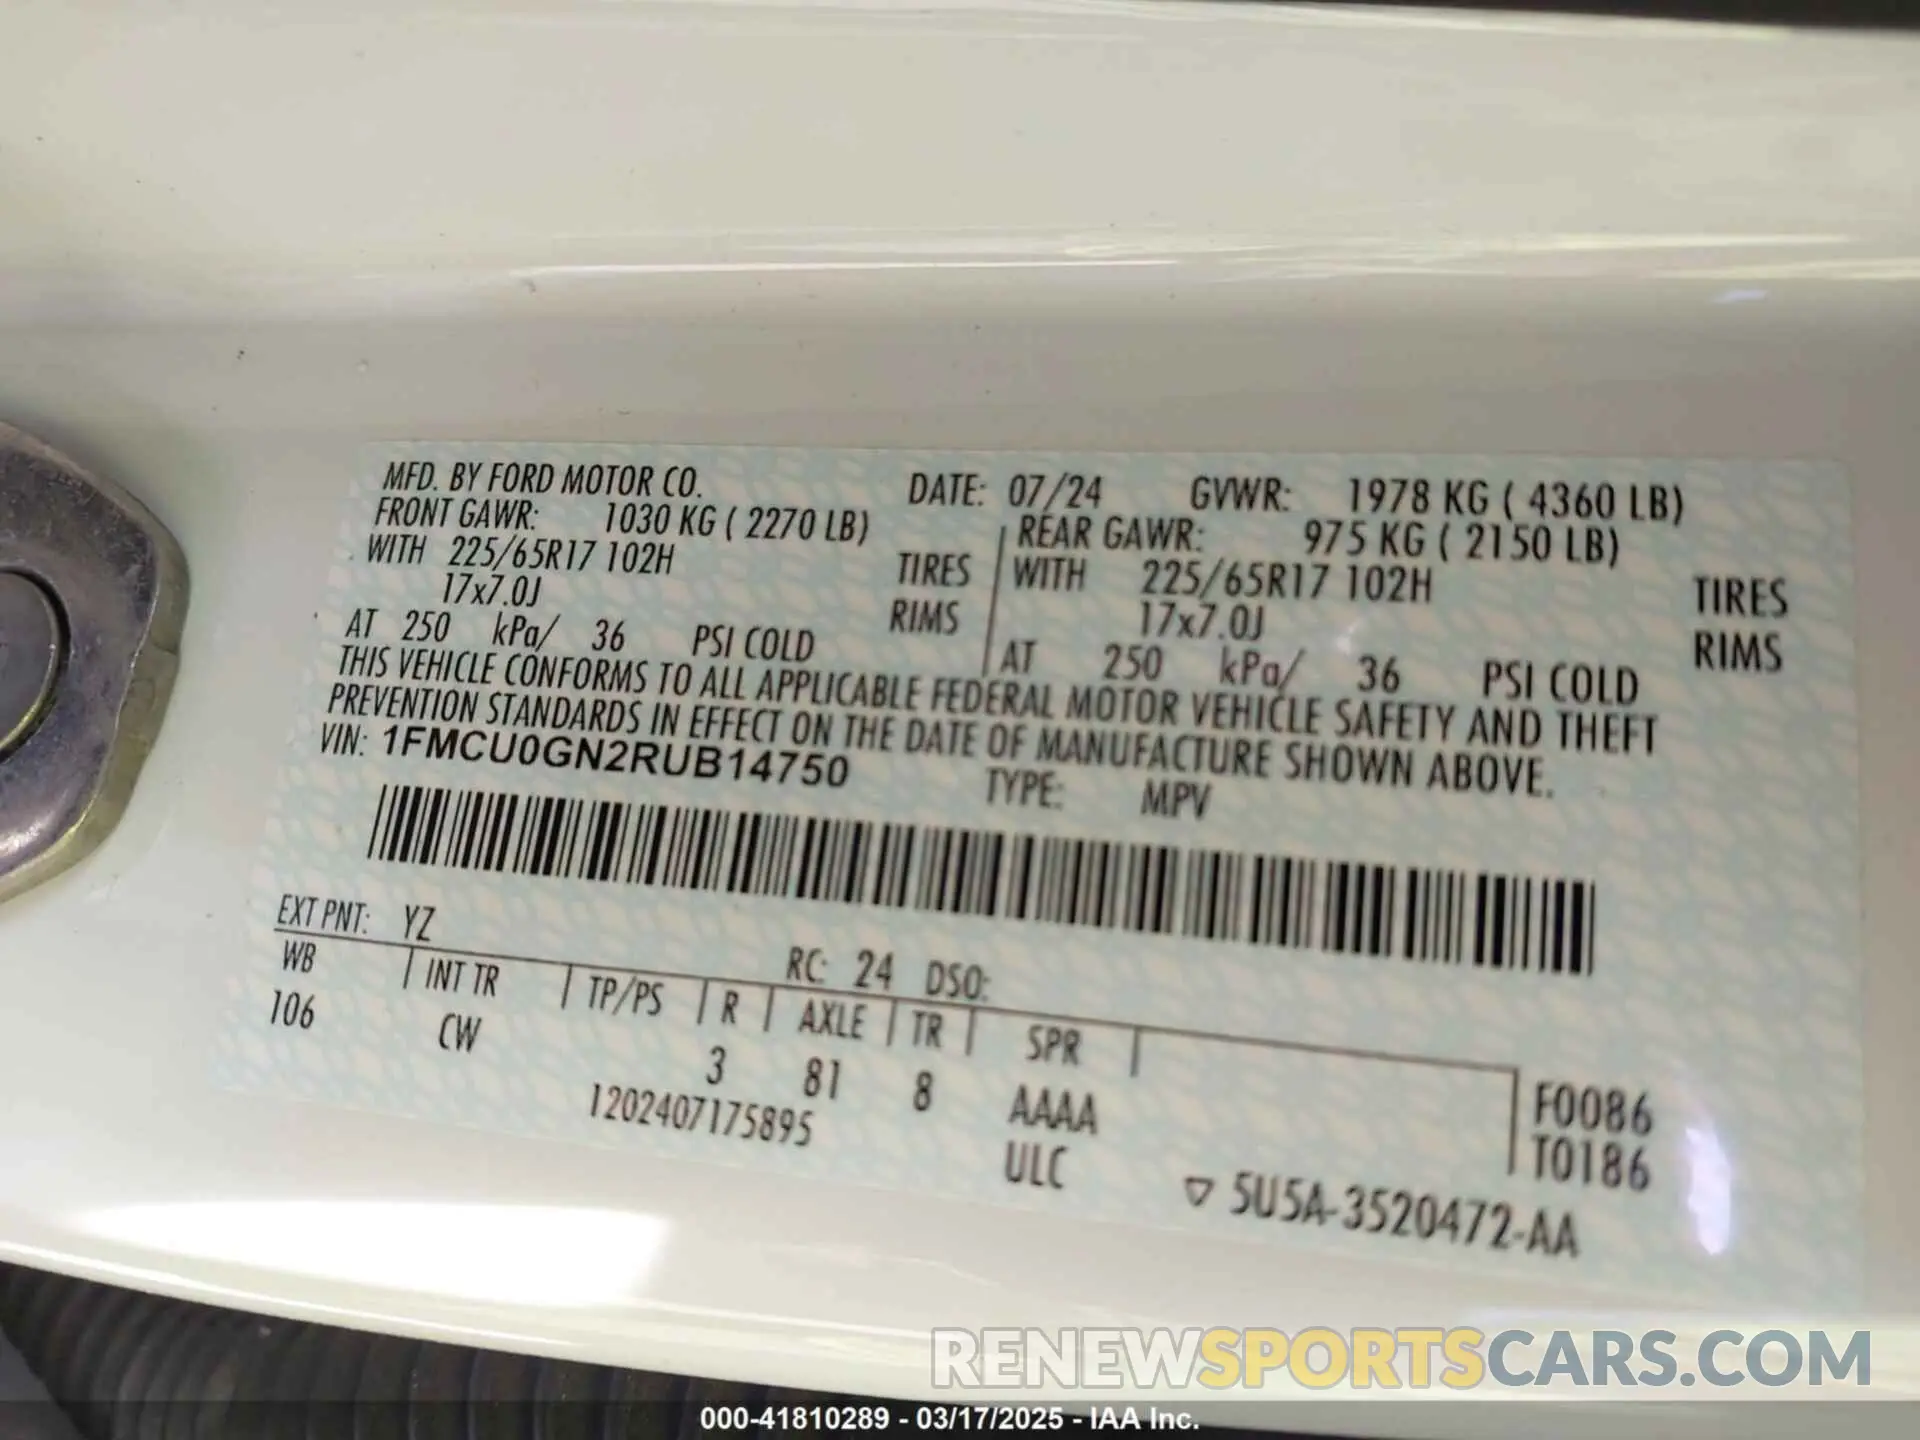 MFD. BY FORD MOTOR CO. DATE: 07/24 GVWR: 1978 KG ( 4360 LB)
FRONT GAWR: 1030 KG ( 2270 LB) REAR GAWR: 975 KG ( 2150 LB)
WITH 225/65R17 102H TIRES WITH 225/65R17 102H TIRES
17x7.0J RIMS 17x7.0J RIMS
AT 250 kPa/ 36 PSI COLD AT 250 kPa/ 36 PSI COLD
THIS VEHICLE CONFORMS TO ALL APPLICABLE FEDERAL MOTOR VEHICLE SAFETY AND THEFT
PREVENTION STANDARDS IN EFFECT ON THE DATE OF MANUFACTURE SHOWN ABOVE.
VIN: 1FMCU0GN2RUB14750 TYPE: MPV
EXT PNT: YZ RC: 24 DSO:
WB INT TR TP/PS R AXLE TR SPR
106 CW 3 81 8 AAAA F0086
1202407175895 ULC T0186
▽ 5U5A-3520472-AA
RENEWSPORTSCARS.COM
000-41810289 - 03/17/2025 - IAA Inc.